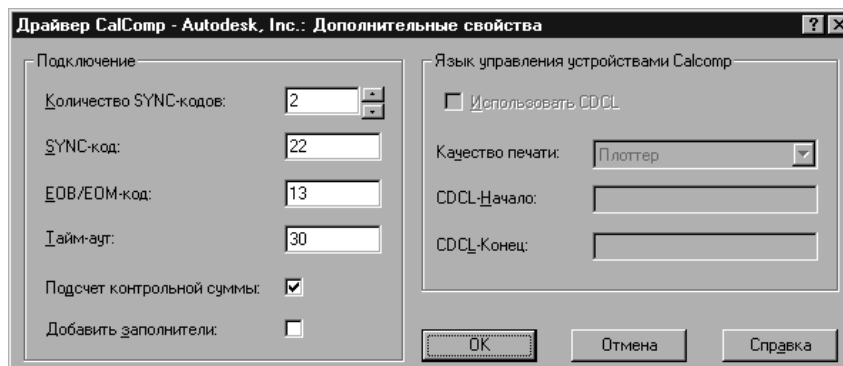 Драйвер CalComp - Autodesk, Inc.: Дополнительные свойства
Подключение
Количество SYNC-кодов: 2
SYNC-код: 22
EOB/EOM-код: 13
Тайм-аут: 30
Подсчет контрольной суммы:
Добавить заполнители:
Язык управления устройствами Calcomp
Использовать CDCL
Качество печати: Плоттер
CDCL-Начало:
CDCL-Конец:
OK
Отмена
Справка